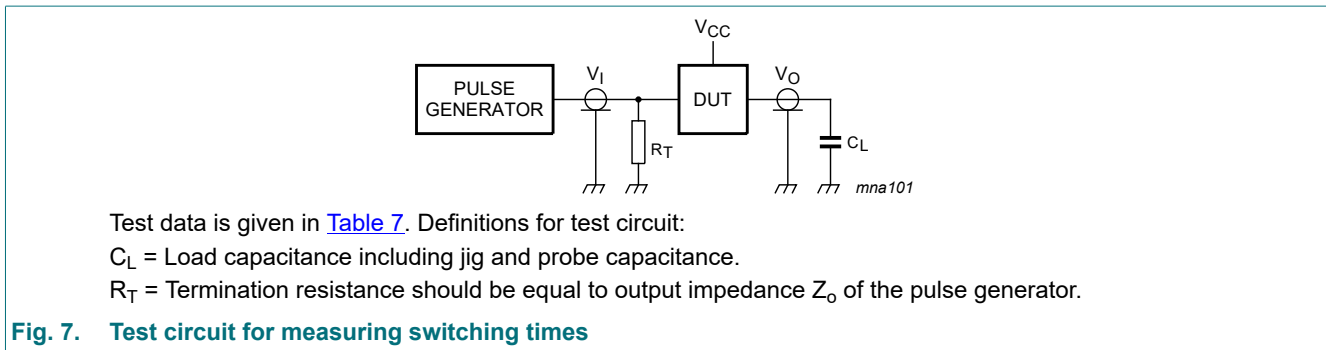 VCC
PULSE
GENERATOR
VI
DUT
VO
RT
CL
mna101
Test data is given in Table 7. Definitions for test circuit:
CL = Load capacitance including jig and probe capacitance.
RT = Termination resistance should be equal to output impedance Zo of the pulse generator.
Fig. 7. Test circuit for measuring switching times